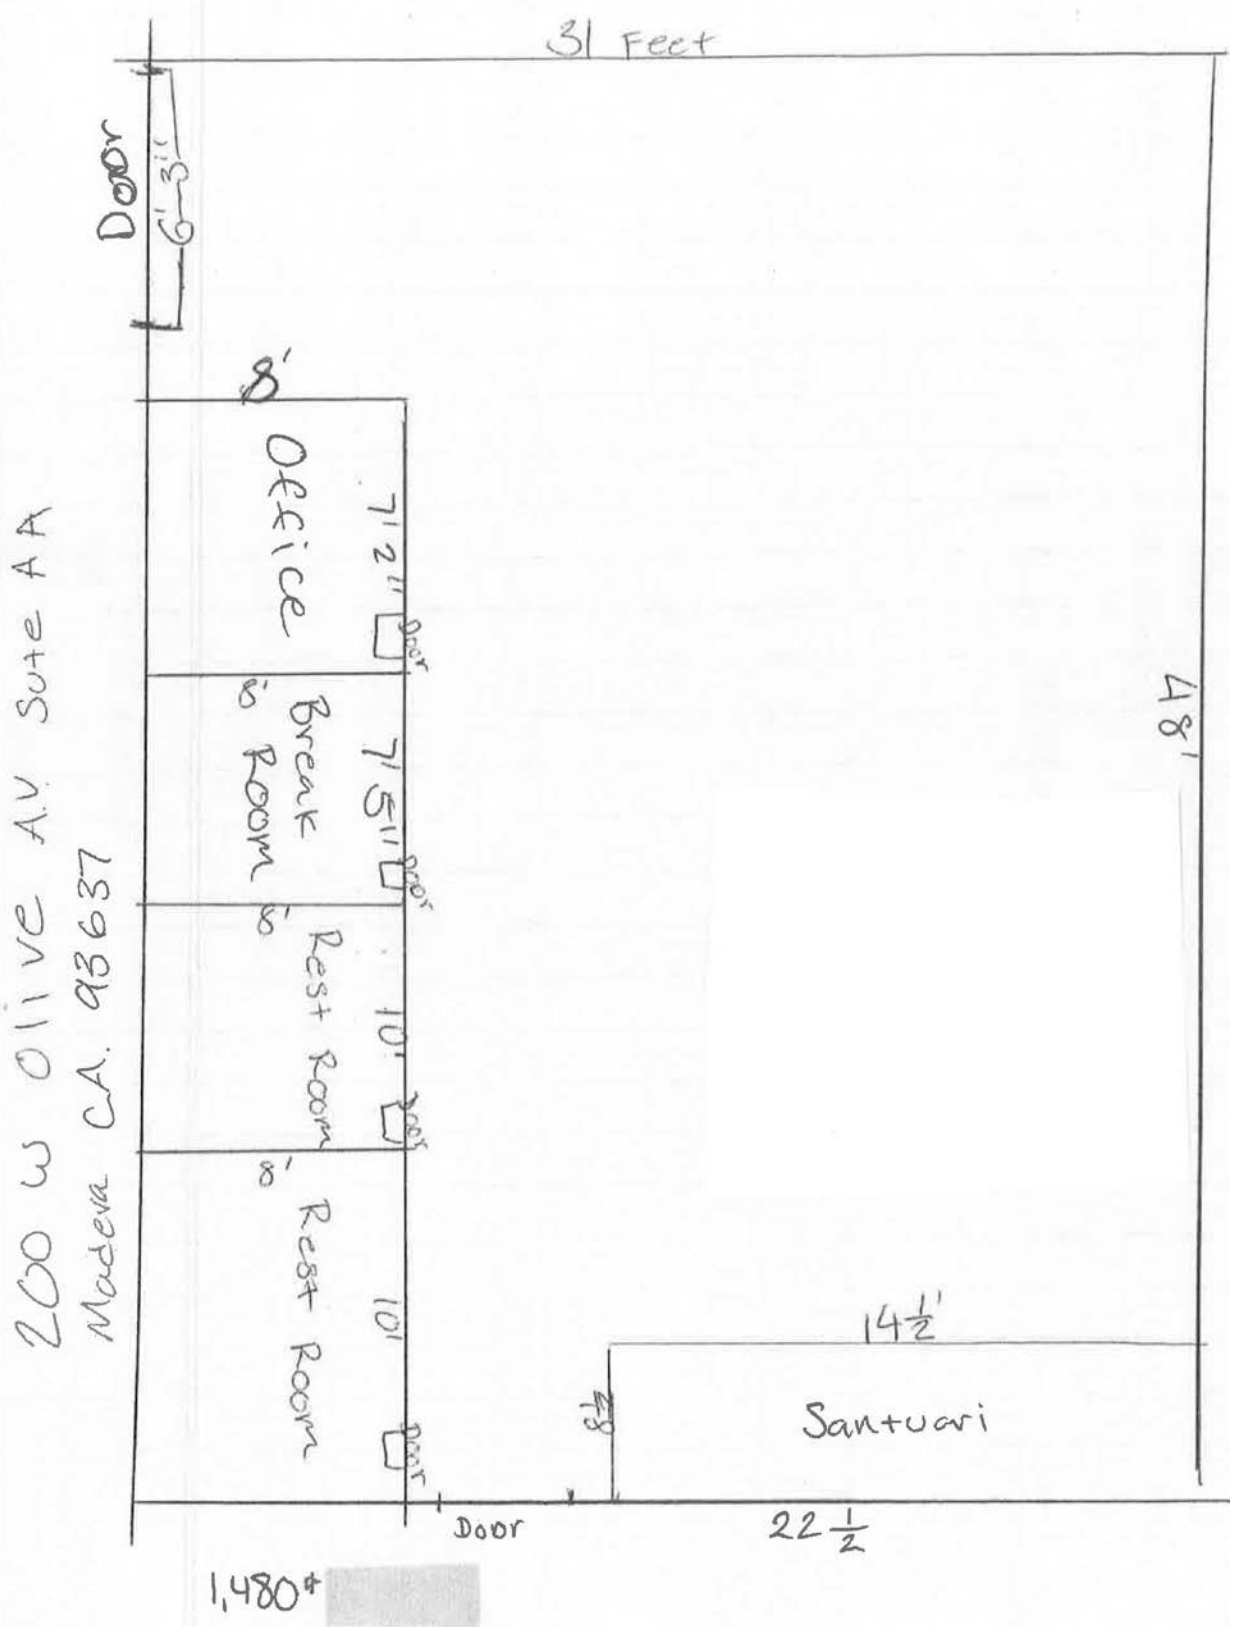 31 Feet
Door
6'-3"
8'
Office
7' 2"
Door
8'
Break
Room
7' 5"
Door
8'
Rest Room
10'
Door
8'
Rest Room
10'
Door
48'
14 1/2'
Santuari
Door
22 1/2
200 W Olive AV Sute AA
Madera CA. 93637
1,480#